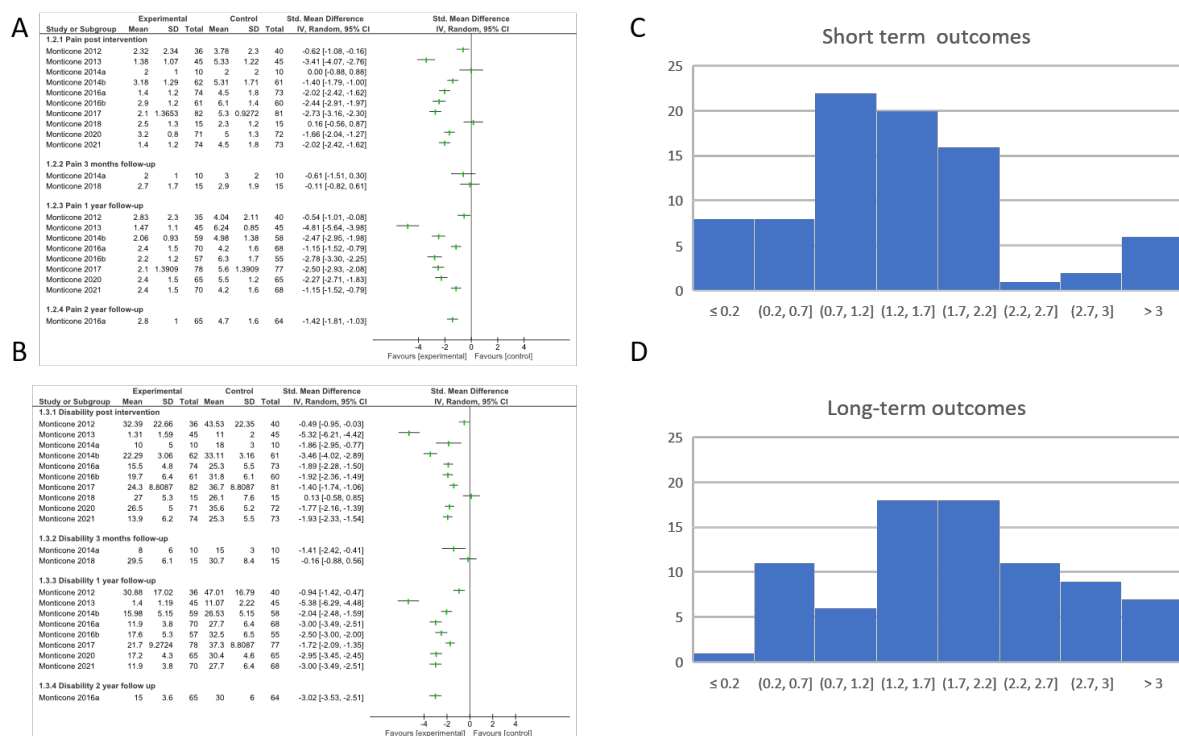 A
Experimental Control Std. Mean Difference Std. Mean Difference
Study or Subgroup Mean SD Total Mean SD Total IV, Random, 95% CI IV, Random, 95% CI
1.2.1 Pain post intervention
Monticone 2012 2.32 2.34 36 3.78 2.3 40 -0.62 [-1.08, -0.16]
Monticone 2013 1.38 1.07 45 5.33 1.22 45 -3.41 [-4.07, -2.76]
Monticone 2014a 2 1 10 2 2 10 0.00 [-0.88, 0.88]
Monticone 2014b 3.18 1.29 62 5.31 1.71 61 -1.40 [-1.79, -1.00]
Monticone 2016a 1.4 1.2 74 4.5 1.8 73 -2.02 [-2.42, -1.62]
Monticone 2016b 2.9 1.2 61 6.1 1.4 60 -2.44 [-2.91, -1.97]
Monticone 2017 2.1 1.3653 82 5.3 0.9272 81 -2.73 [-3.16, -2.30]
Monticone 2018 2.5 1.3 15 2.3 1.2 15 0.16 [-0.56, 0.87]
Monticone 2020 3.2 0.8 71 5 1.3 72 -1.66 [-2.04, -1.27]
Monticone 2021 1.4 1.2 74 4.5 1.8 73 -2.02 [-2.42, -1.62]
1.2.2 Pain 3 months follow-up
Monticone 2014a 2 1 10 3 2 10 -0.61 [-1.51, 0.30]
Monticone 2018 2.7 1.7 15 2.9 1.9 15 -0.11 [-0.82, 0.61]
1.2.3 Pain 1 year follow-up
Monticone 2012 2.83 2.3 35 4.04 2.11 40 -0.54 [-1.01, -0.08]
Monticone 2013 1.47 1.1 45 6.24 0.85 45 -4.81 [-5.64, -3.98]
Monticone 2014b 2.06 0.93 59 4.98 1.38 58 -2.47 [-2.95, -1.98]
Monticone 2016a 2.4 1.5 70 4.2 1.6 68 -1.15 [-1.52, -0.79]
Monticone 2016b 2.2 1.2 57 6.3 1.7 55 -2.78 [-3.30, -2.25]
Monticone 2017 2.1 1.3909 78 5.6 1.3909 77 -2.50 [-2.93, -2.08]
Monticone 2020 2.4 1.5 65 5.5 1.2 65 -2.27 [-2.71, -1.83]
Monticone 2021 2.4 1.5 70 4.2 1.6 68 -1.15 [-1.52, -0.79]
1.2.4 Pain 2 year follow-up
Monticone 2016a 2.8 1 65 4.7 1.6 64 -1.42 [-1.81, -1.03]
-4 -2 0 2 4
Favours [experimental] Favours [control]
B
Experimental Control Std. Mean Difference Std. Mean Difference
Study or Subgroup Mean SD Total Mean SD Total IV, Random, 95% CI IV, Random, 95% CI
1.3.1 Disability post intervention
Monticone 2012 32.39 22.66 36 43.53 22.35 40 -0.49 [-0.95, -0.03]
Monticone 2013 1.31 1.59 45 11 2 45 -5.32 [-6.21, -4.42]
Monticone 2014a 10 5 10 18 3 10 -1.86 [-2.95, -0.77]
Monticone 2014b 22.29 3.06 62 33.11 3.16 61 -3.46 [-4.02, -2.89]
Monticone 2016a 15.5 4.8 74 25.3 5.5 73 -1.89 [-2.28, -1.50]
Monticone 2016b 19.7 6.4 61 31.8 6.1 60 -1.92 [-2.36, -1.49]
Monticone 2017 24.3 8.8087 82 36.7 8.8087 81 -1.40 [-1.74, -1.06]
Monticone 2018 27 5.3 15 26.1 7.6 15 0.13 [-0.58, 0.85]
Monticone 2020 26.5 5 71 35.6 5.2 72 -1.77 [-2.16, -1.39]
Monticone 2021 13.9 6.2 74 25.3 5.5 73 -1.93 [-2.33, -1.54]
1.3.2 Disability 3 months follow-up
Monticone 2014a 8 6 10 15 3 10 -1.41 [-2.42, -0.41]
Monticone 2018 29.5 6.1 15 30.7 8.4 15 -0.16 [-0.88, 0.56]
1.3.3 Disability 1 year follow-up
Monticone 2012 30.88 17.02 36 47.01 16.79 40 -0.94 [-1.42, -0.47]
Monticone 2013 1.4 1.19 45 11.07 2.22 45 -5.38 [-6.29, -4.48]
Monticone 2014b 15.98 5.15 59 26.53 5.15 58 -2.04 [-2.48, -1.59]
Monticone 2016a 11.9 3.8 70 27.7 6.4 68 -3.00 [-3.49, -2.51]
Monticone 2016b 17.6 5.3 57 32.5 6.5 55 -2.50 [-3.00, -2.00]
Monticone 2017 21.7 9.2724 78 37.3 8.8087 77 -1.72 [-2.09, -1.35]
Monticone 2020 17.2 4.3 65 30.4 4.6 65 -2.95 [-3.45, -2.45]
Monticone 2021 11.9 3.8 70 27.7 6.4 68 -3.00 [-3.49, -2.51]
1.3.4 Disability 2 year follow up
Monticone 2016a 15 3.6 65 30 6 64 -3.02 [-3.53, -2.51]
-4 -2 0 2 4
Favours [experimental] Favours [control]
C
Short term outcomes
25
20
15
10
5
0
≤ 0.2 (0.2, 0.7] (0.7, 1.2] (1.2, 1.7] (1.7, 2.2] (2.2, 2.7] (2.7, 3] > 3
D
Long-term outcomes
25
20
15
10
5
0
≤ 0.2 (0.2, 0.7] (0.7, 1.2] (1.2, 1.7] (1.7, 2.2] (2.2, 2.7] (2.7, 3] > 3